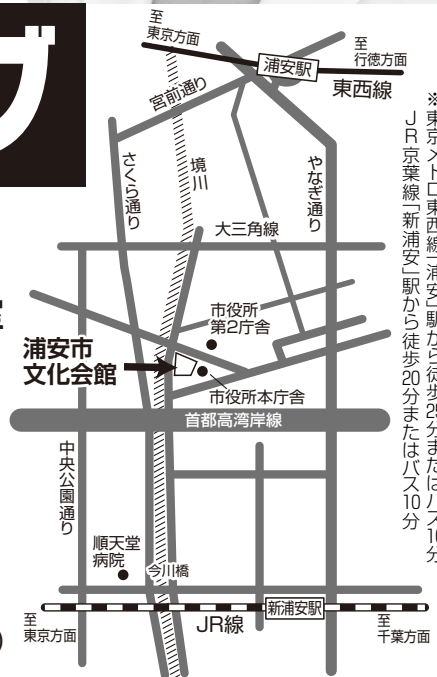 ブ
至
東京方面
浦安駅
至
行徳方面
東西線
宮前通り
さくら通り
境川
やなぎ通り
大三角線
市役所
第2庁舎
浦安市
文化会館
市役所本庁舎
首都高湾岸線
中央公園通り
順天堂
病院
今川橋
新浦安駅
JR線
至
東京方面
至
千葉方面
※東京メトロ東西線「浦安」駅から徒歩25分またはバス10分
JR京葉線「新浦安」駅から徒歩20分またはバス10分
)